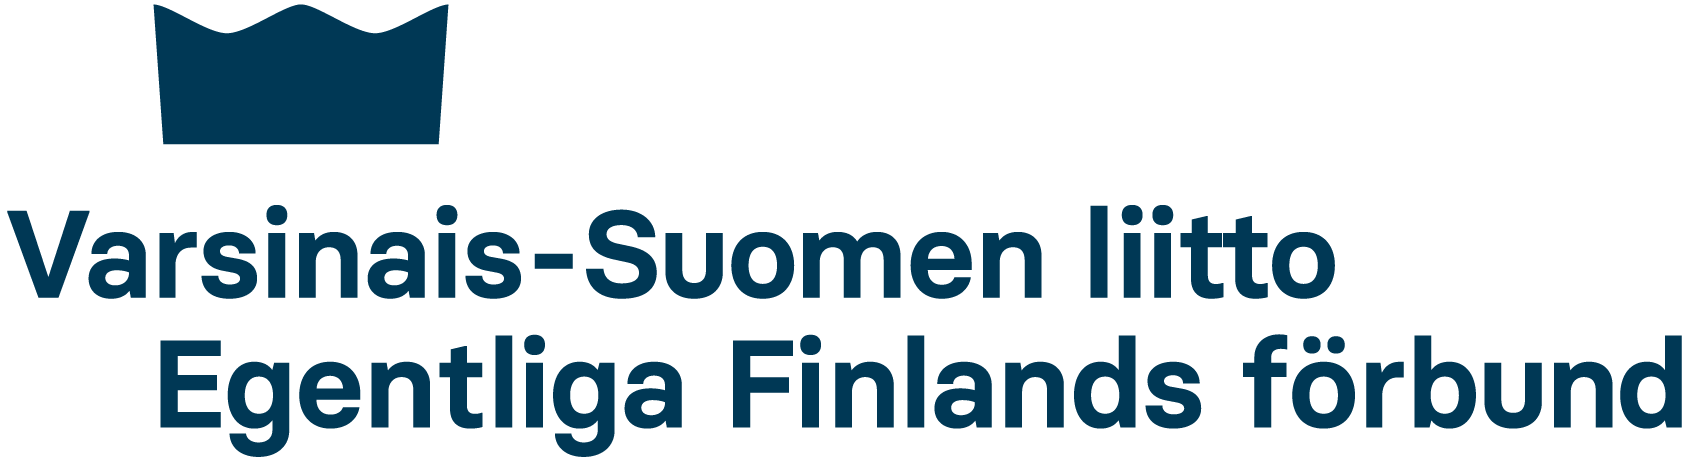 Varsinais-Suomen liitto
Egentliga Finlands förbund